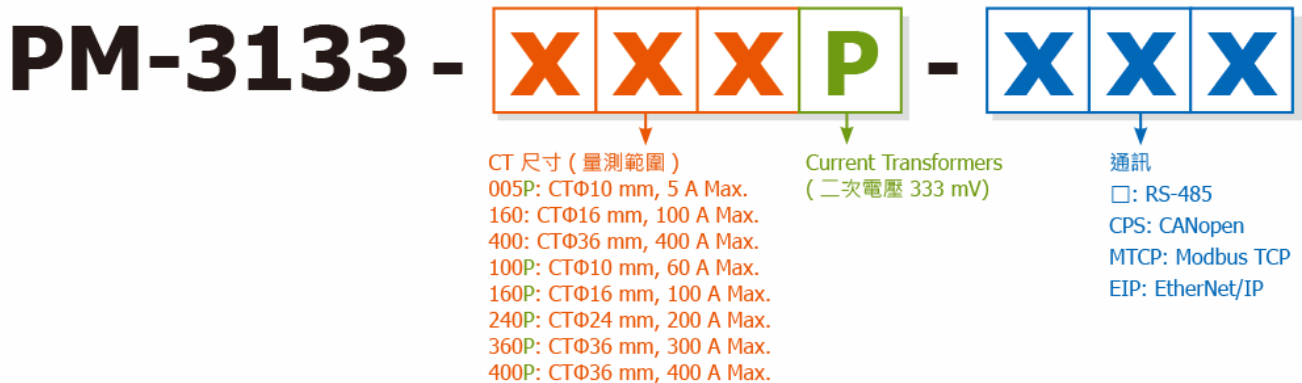 PM-3133 - XXXP - XXX
CT 尺寸 ( 量測範圍 )
005P: CTΦ10 mm, 5 A Max.
160: CTΦ16 mm, 100 A Max.
400: CTΦ36 mm, 400 A Max.
100P: CTΦ10 mm, 60 A Max.
160P: CTΦ16 mm, 100 A Max.
240P: CTΦ24 mm, 200 A Max.
360P: CTΦ36 mm, 300 A Max.
400P: CTΦ36 mm, 400 A Max.
Current Transformers
( 二次電壓 333 mV)
通訊
□: RS-485
CPS: CANopen
MTCP: Modbus TCP
EIP: EtherNet/IP